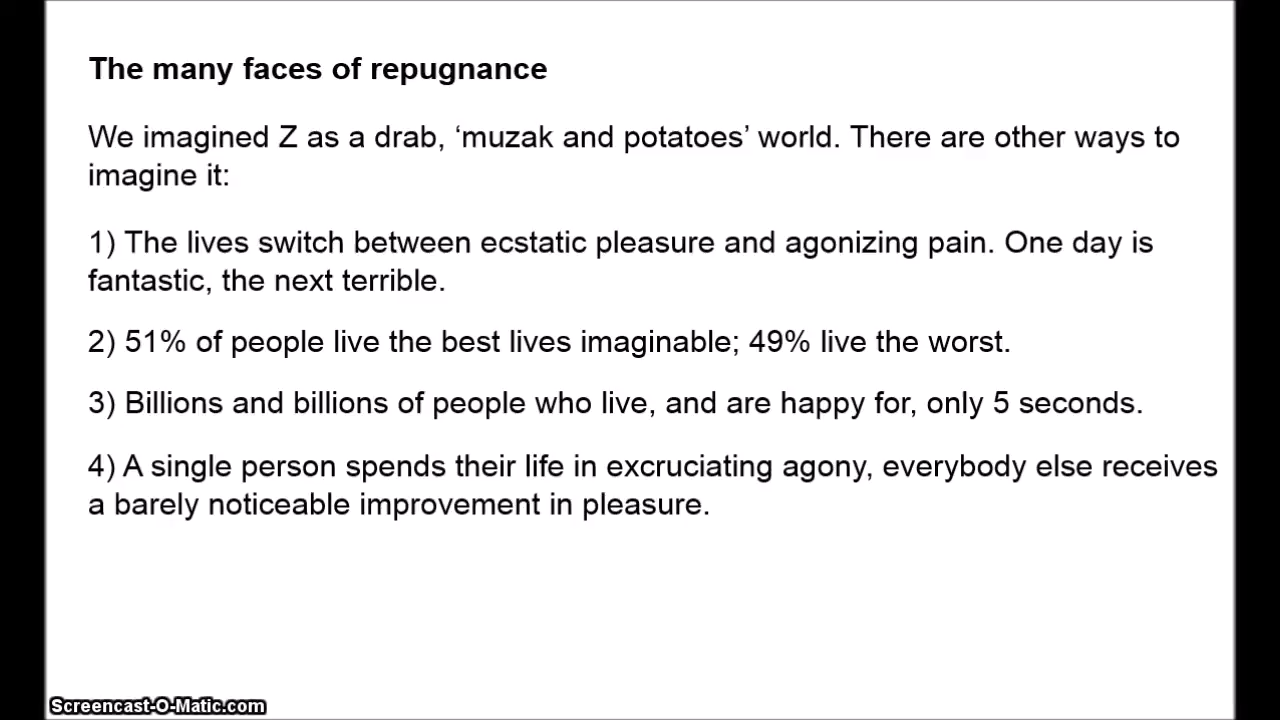 The many faces of repugnance
We imagined Z as a drab, ‘muzak and potatoes’ world. There are other ways to
imagine it:
1) The lives switch between ecstatic pleasure and agonizing pain. One day is
fantastic, the next terrible.
2) 51% of people live the best lives imaginable; 49% live the worst.
3) Billions and billions of people who live, and are happy for, only 5 seconds.
4) A single person spends their life in excruciating agony, everybody else receives
a barely noticeable improvement in pleasure.
Screencast-O-Matic.com